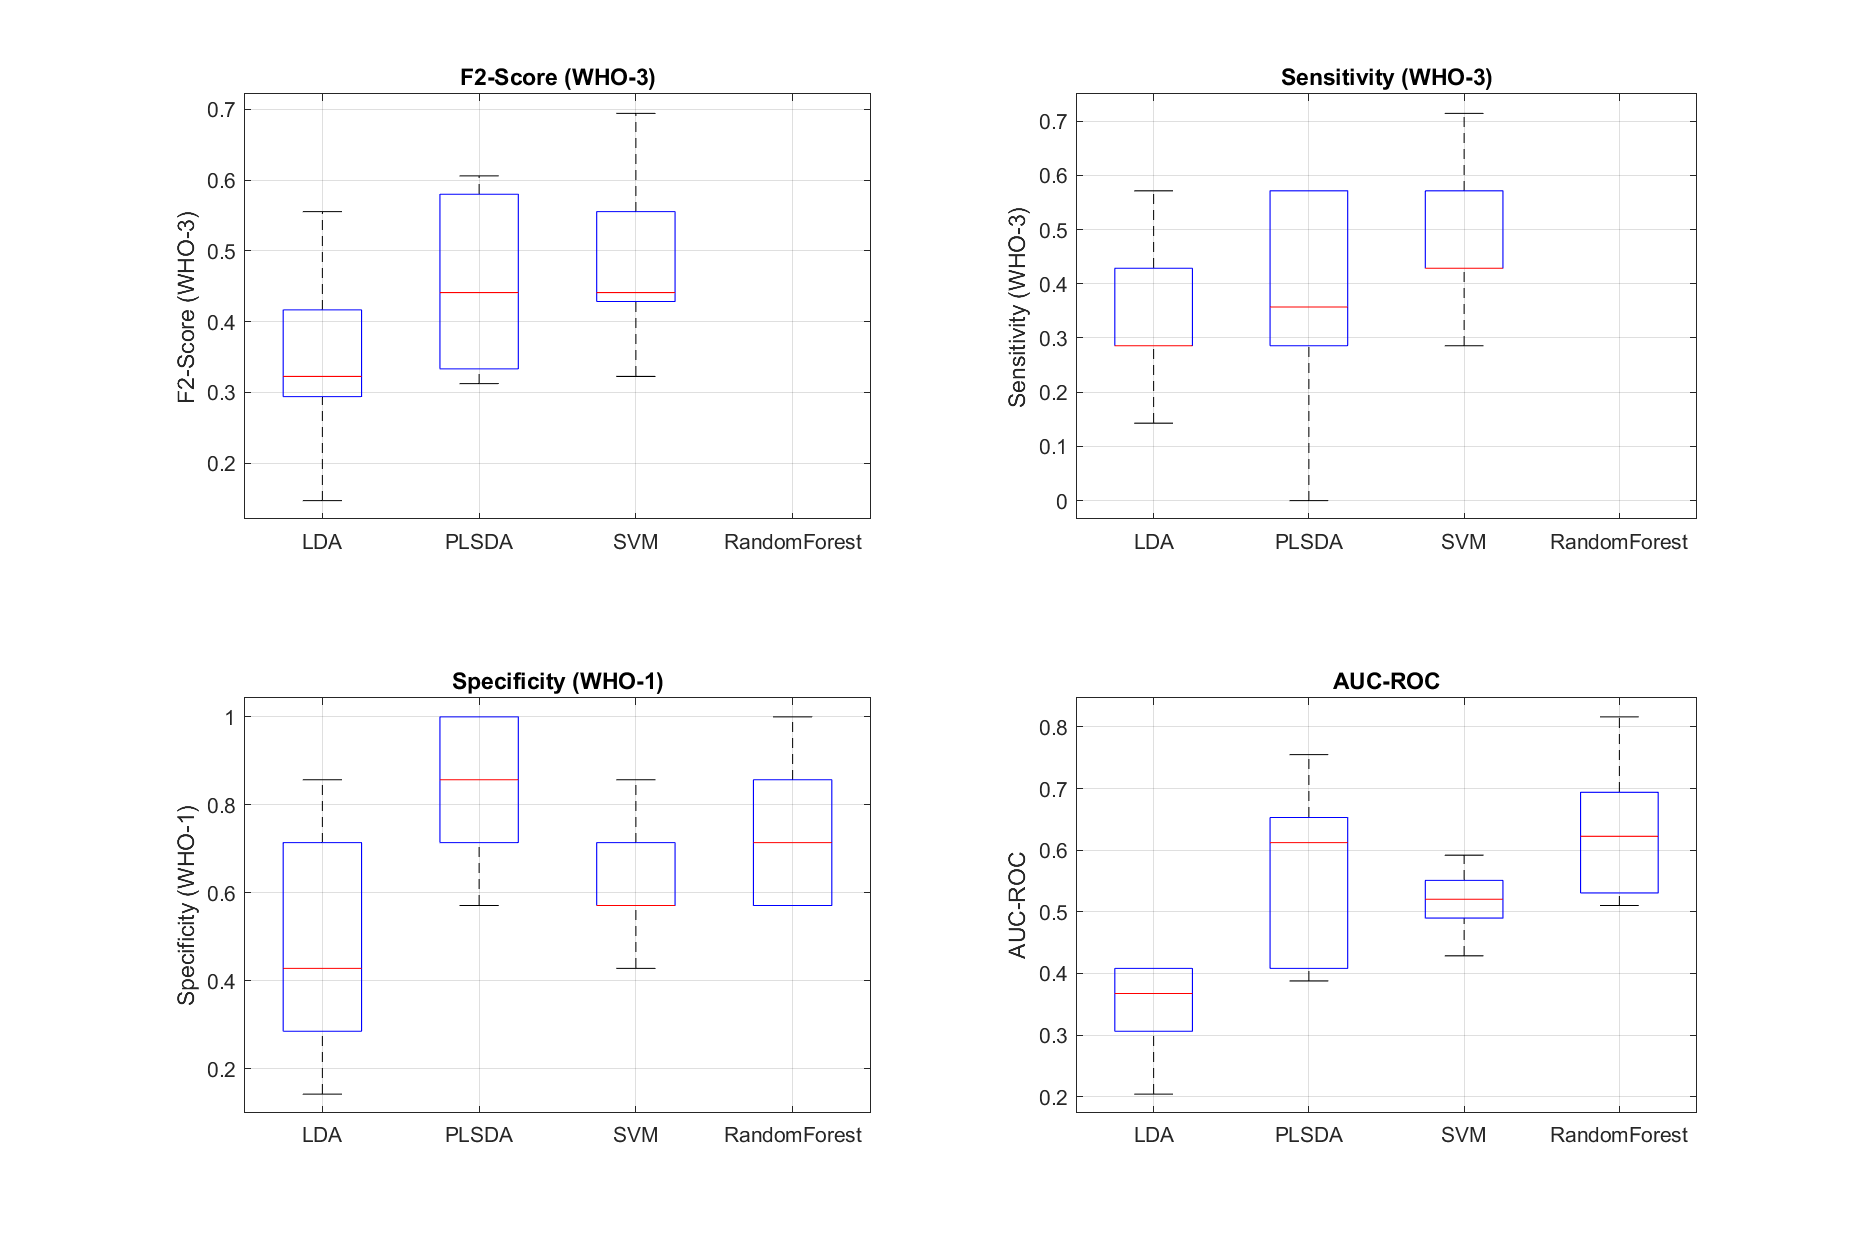 F2-Score (WHO-3)
F2-Score (WHO-3)
0.7
0.6
0.5
0.4
0.3
0.2
LDA PLSDA SVM RandomForest
Sensitivity (WHO-3)
Sensitivity (WHO-3)
0.7
0.6
0.5
0.4
0.3
0.2
0.1
0
LDA PLSDA SVM RandomForest
Specificity (WHO-1)
Specificity (WHO-1)
1
0.8
0.6
0.4
0.2
LDA PLSDA SVM RandomForest
AUC-ROC
AUC-ROC
0.8
0.7
0.6
0.5
0.4
0.3
0.2
LDA PLSDA SVM RandomForest